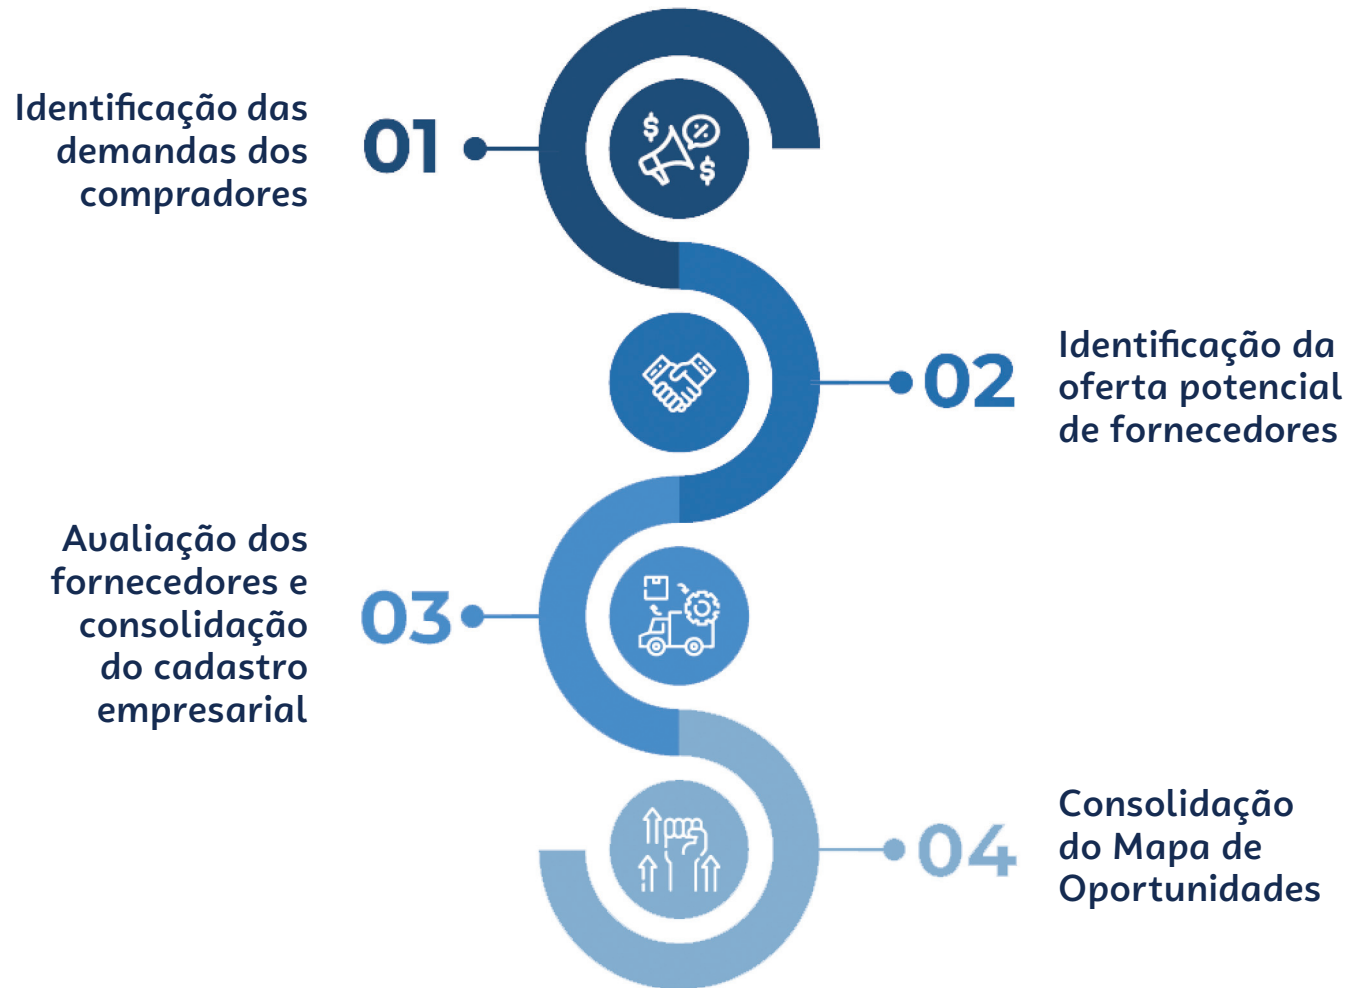 Identificação das
demandas dos
compradores
01
$
%
$
02
Identificação da
oferta potencial
de fornecedores
Avaliação dos
fornecedores e
consolidação
do cadastro
empresarial
03
04
Consolidação
do Mapa de
Oportunidades